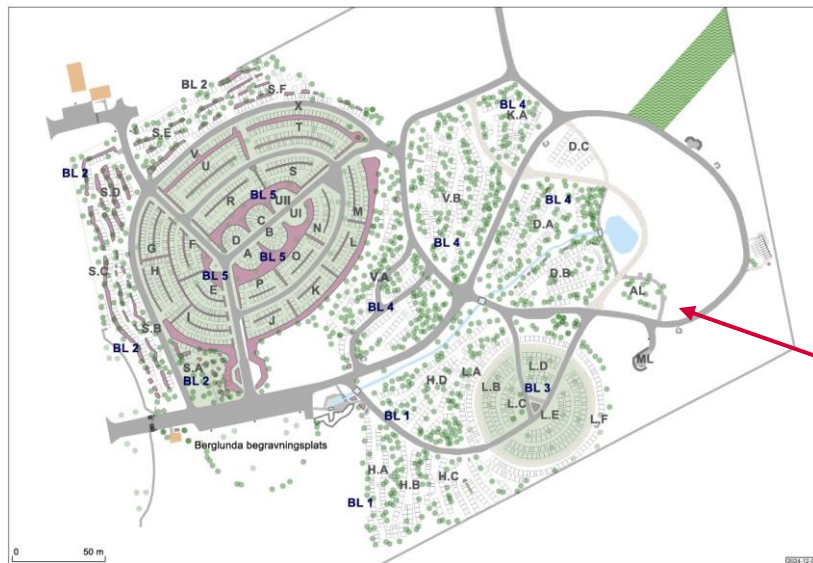 BL 2
S.F
BL 4
K.A
X
S.E
T
D.C
V
U
BL 2
S
S.D
R
BL 5
UII
V.B
BL 4
C
UI
M
D.A
D
B
N
G
F
A
BL 5
O
L
BL 4
H
V.A
D.B
S.C
BL 5
E
P
K
AL
I
J
BL 4
S.B
BL 2
S.A
BL 2
L.A
L.D
ML
H.D
L.B
BL 3
L.C
L.E
BL 1
L.F
Berglunda begravningsplats
H.A
H.C
H.B
BL 1
0
50 m